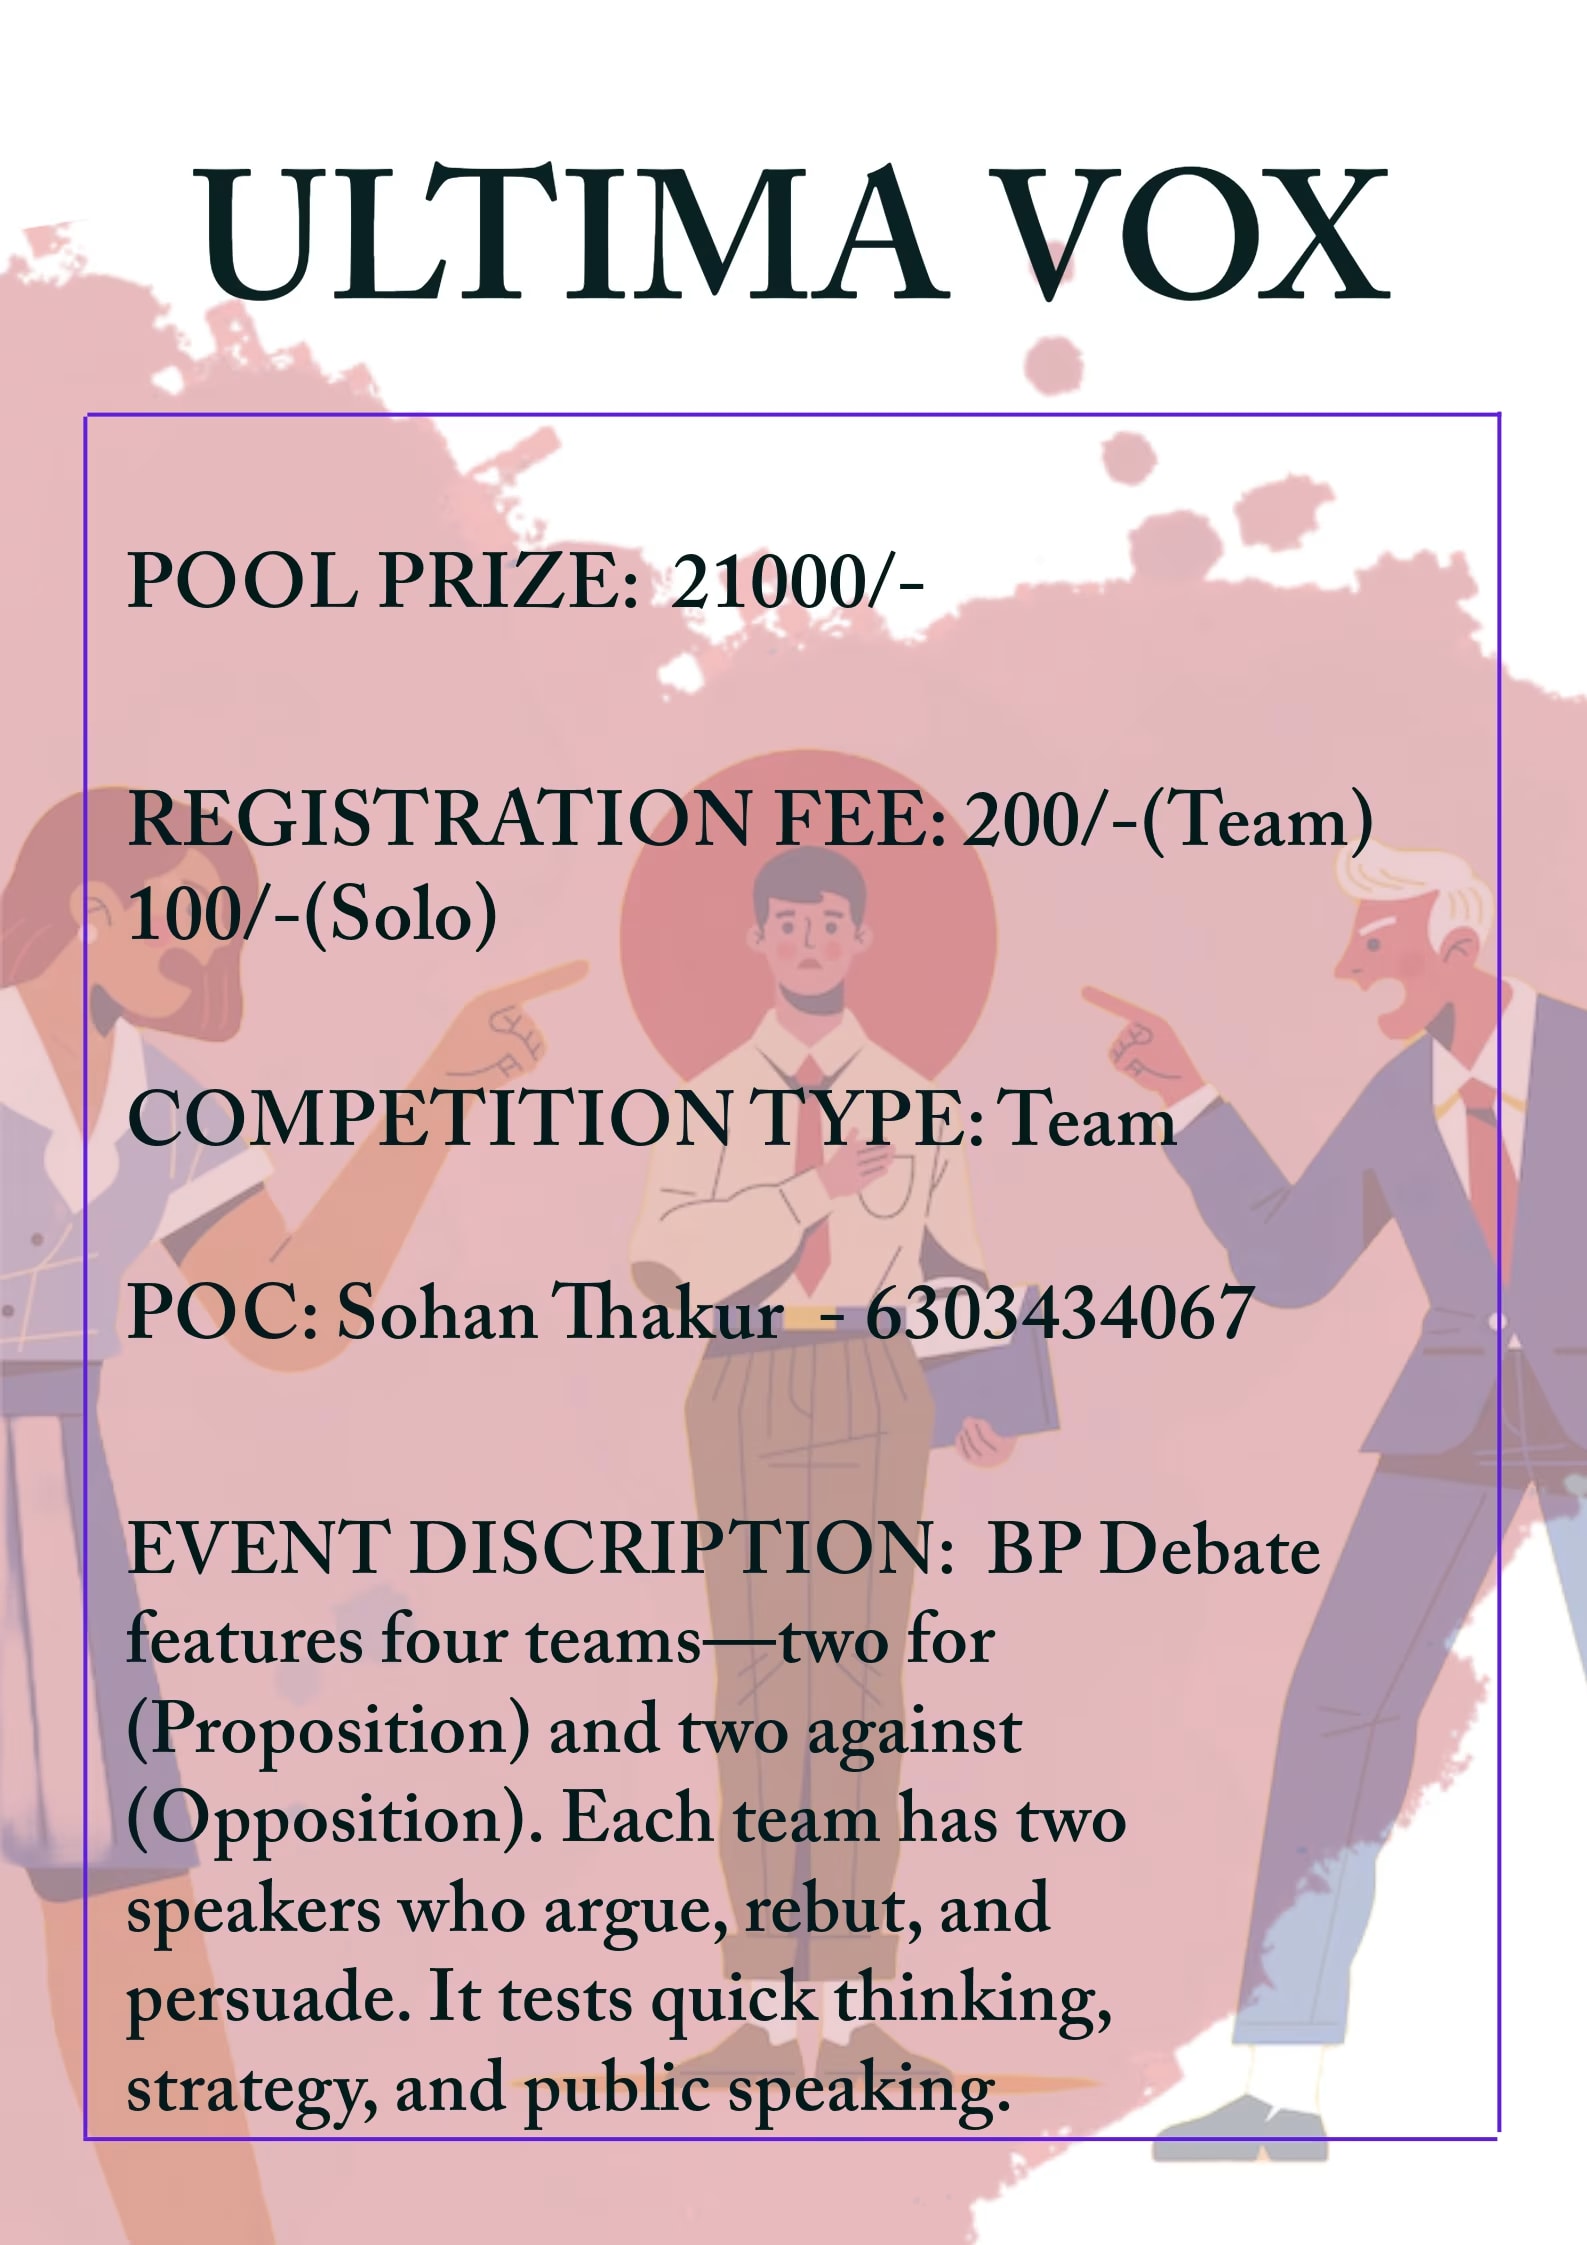 ULTIMA VOX
POOL PRIZE: 21000/-
REGISTRATION FEE: 200/-(Team)
100/-(Solo)
COMPETITION TYPE: Team
POC: Sohan Thakur - 6303434067
EVENT DISCRIPTION: BP Debate
features four teams—two for
(Proposition) and two against
(Opposition). Each team has two
speakers who argue, rebut, and
persuade. It tests quick thinking,
strategy, and public speaking.